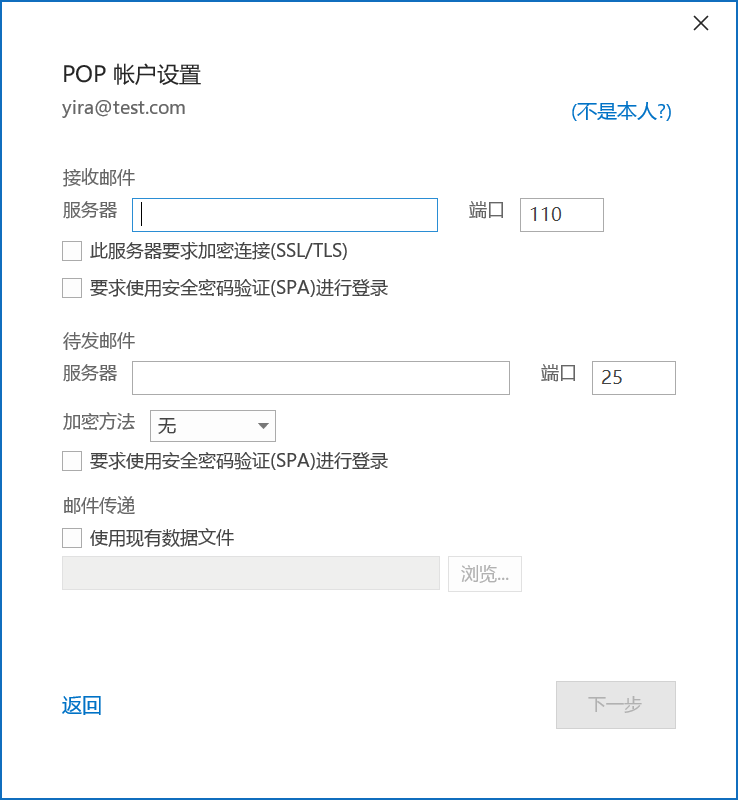 POP 帐户设置
yira@test.com
(不是本人?)
接收邮件
服务器 端口 110
此服务器要求加密连接(SSL/TLS)
要求使用安全密码验证(SPA)进行登录
待发邮件
服务器 端口 25
加密方法 无
要求使用安全密码验证(SPA)进行登录
邮件传递
使用现有数据文件
浏览...
返回 下一步